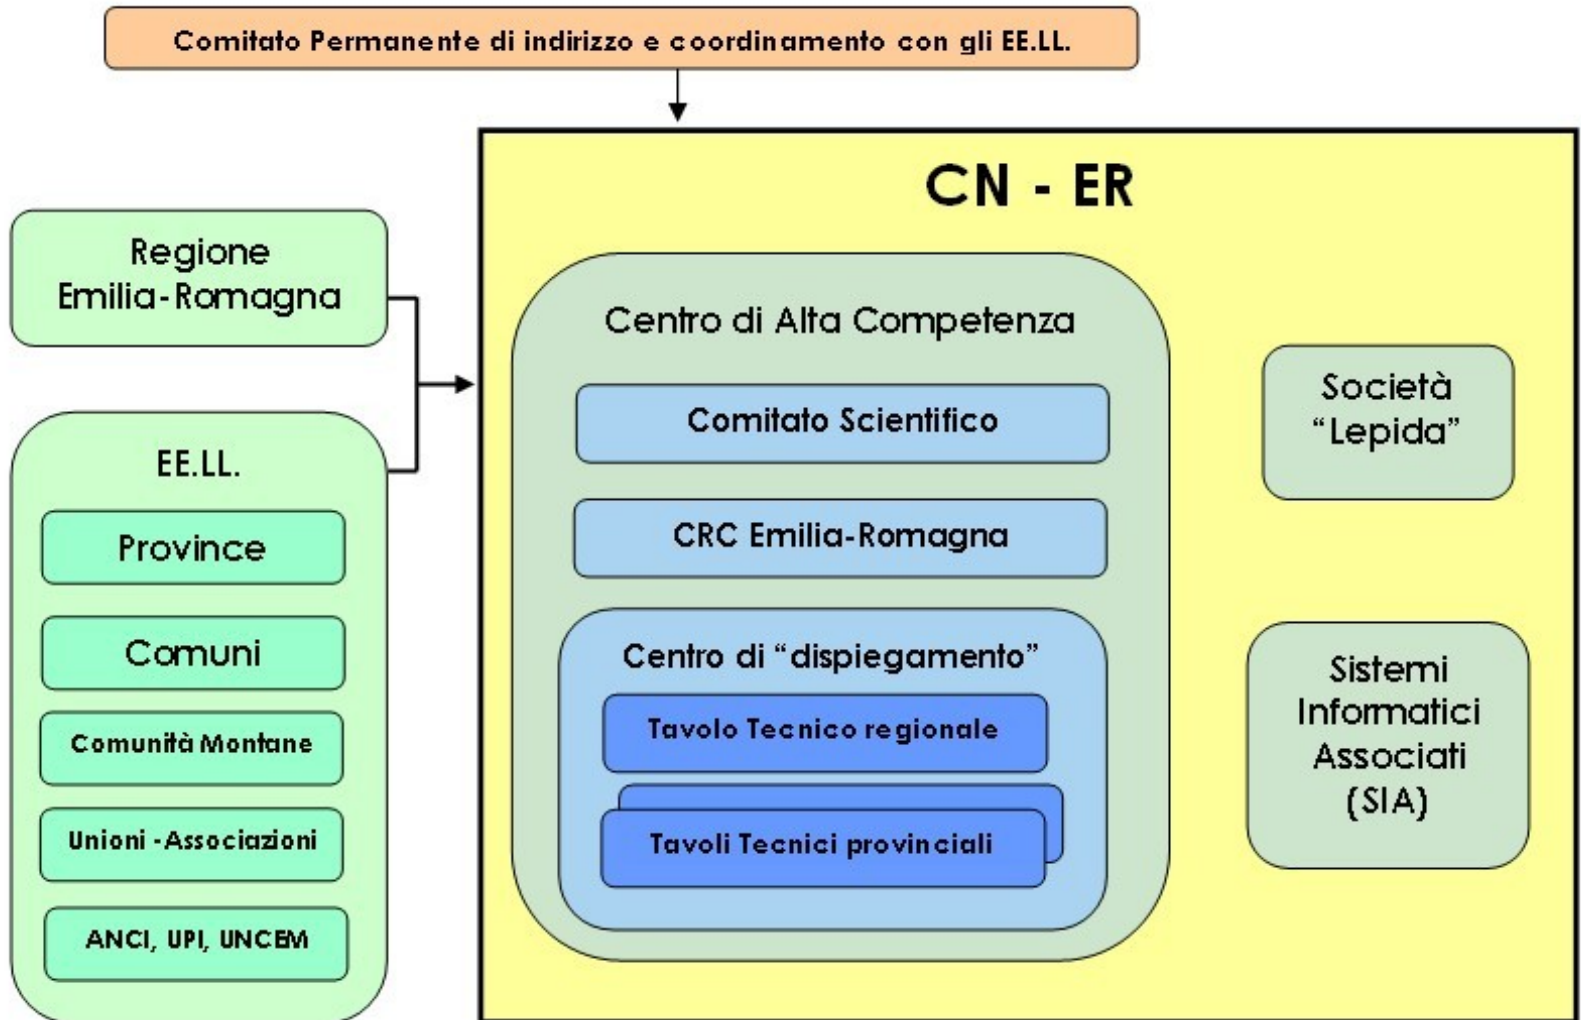 Comitato Permanente di indirizzo e coordinamento con gli EE.LL.
CN - ER
Regione
Emilia-Romagna
EE.LL.
Province
Comuni
Comunità Montane
Unioni -Associazioni
ANCI, UPI, UNCEM
Centro di Alta Competenza
Comitato Scientifico
CRC Emilia-Romagna
Centro di “dispiegamento”
Tavolo Tecnico regionale
Tavoli Tecnici provinciali
Società
“Lepida”
Sistemi
Informatici
Associati
(SIA)